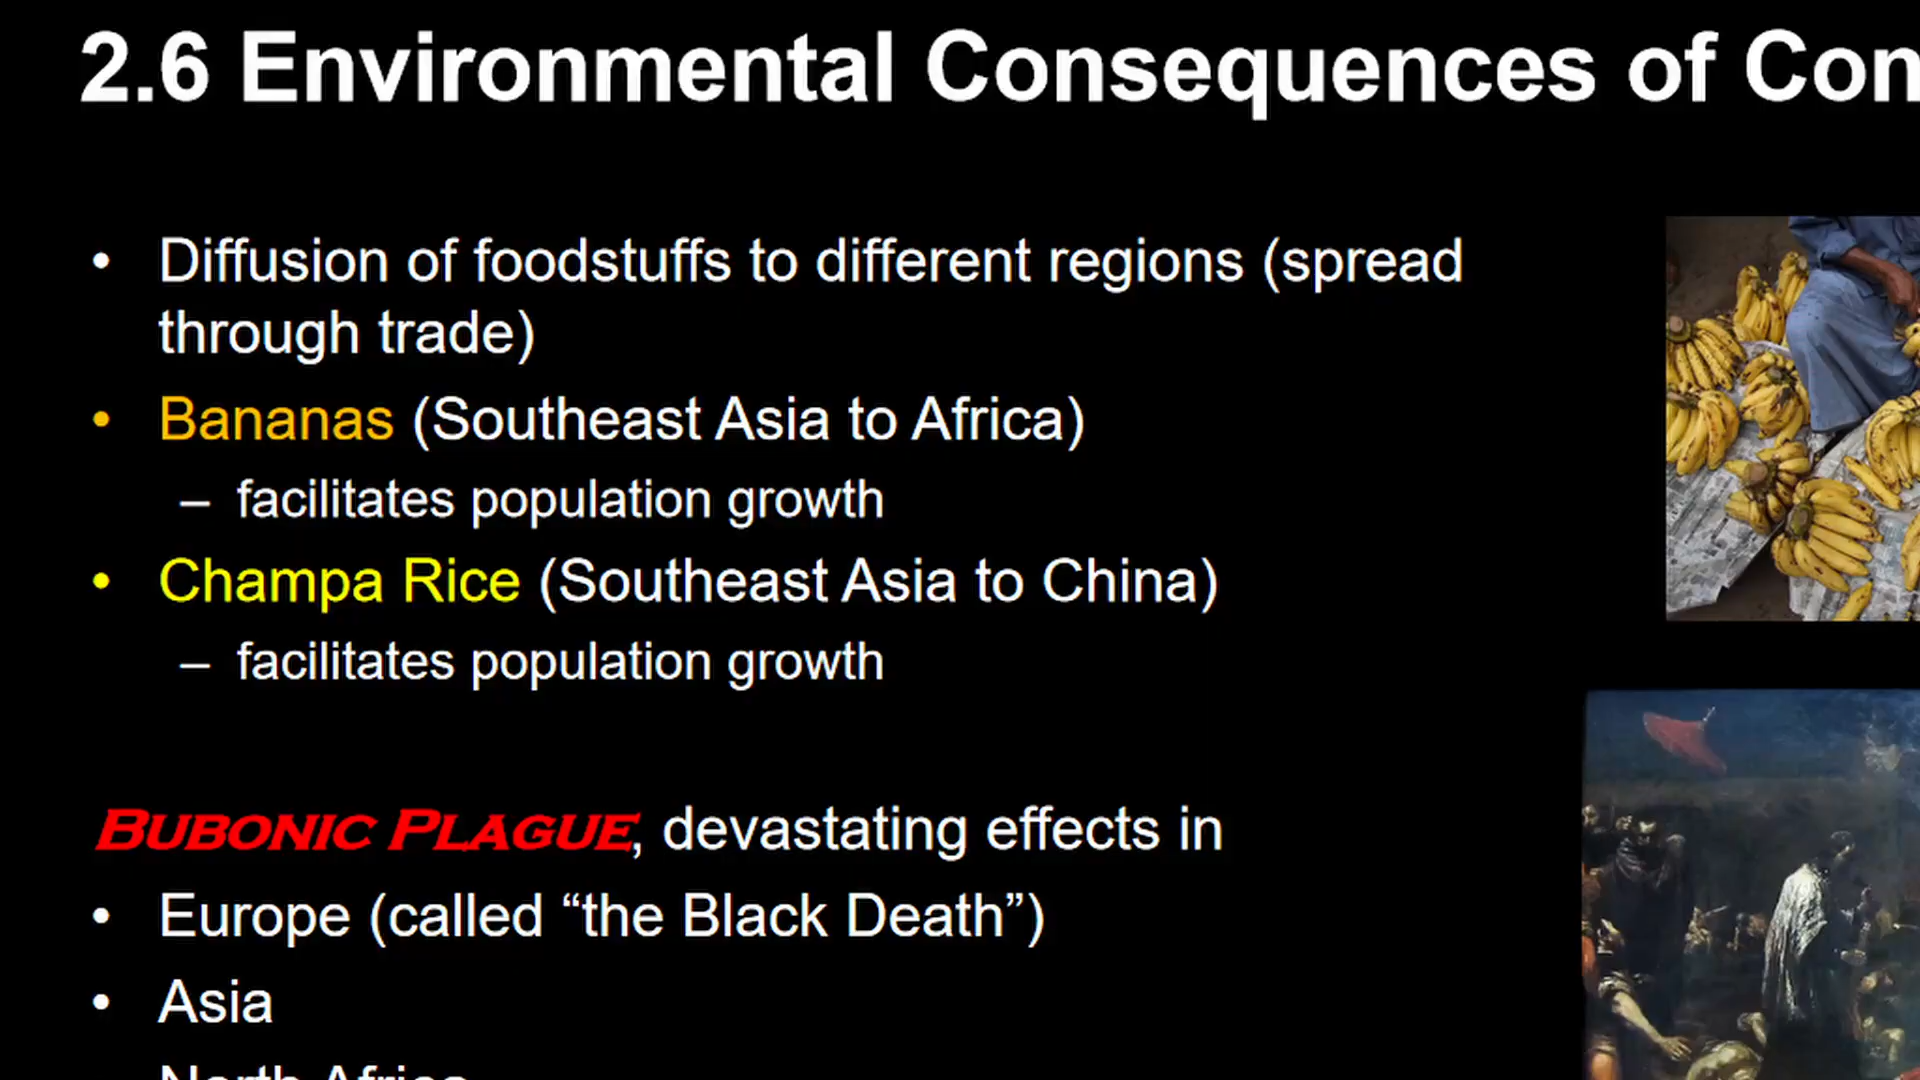 2.6 Environmental Consequences of Con
• Diffusion of foodstuffs to different regions (spread
through trade)
• Bananas (Southeast Asia to Africa)
– facilitates population growth
• Champa Rice (Southeast Asia to China)
– facilitates population growth
BUBONIC PLAGUE, devastating effects in
• Europe (called “the Black Death”)
• Asia
North Africa